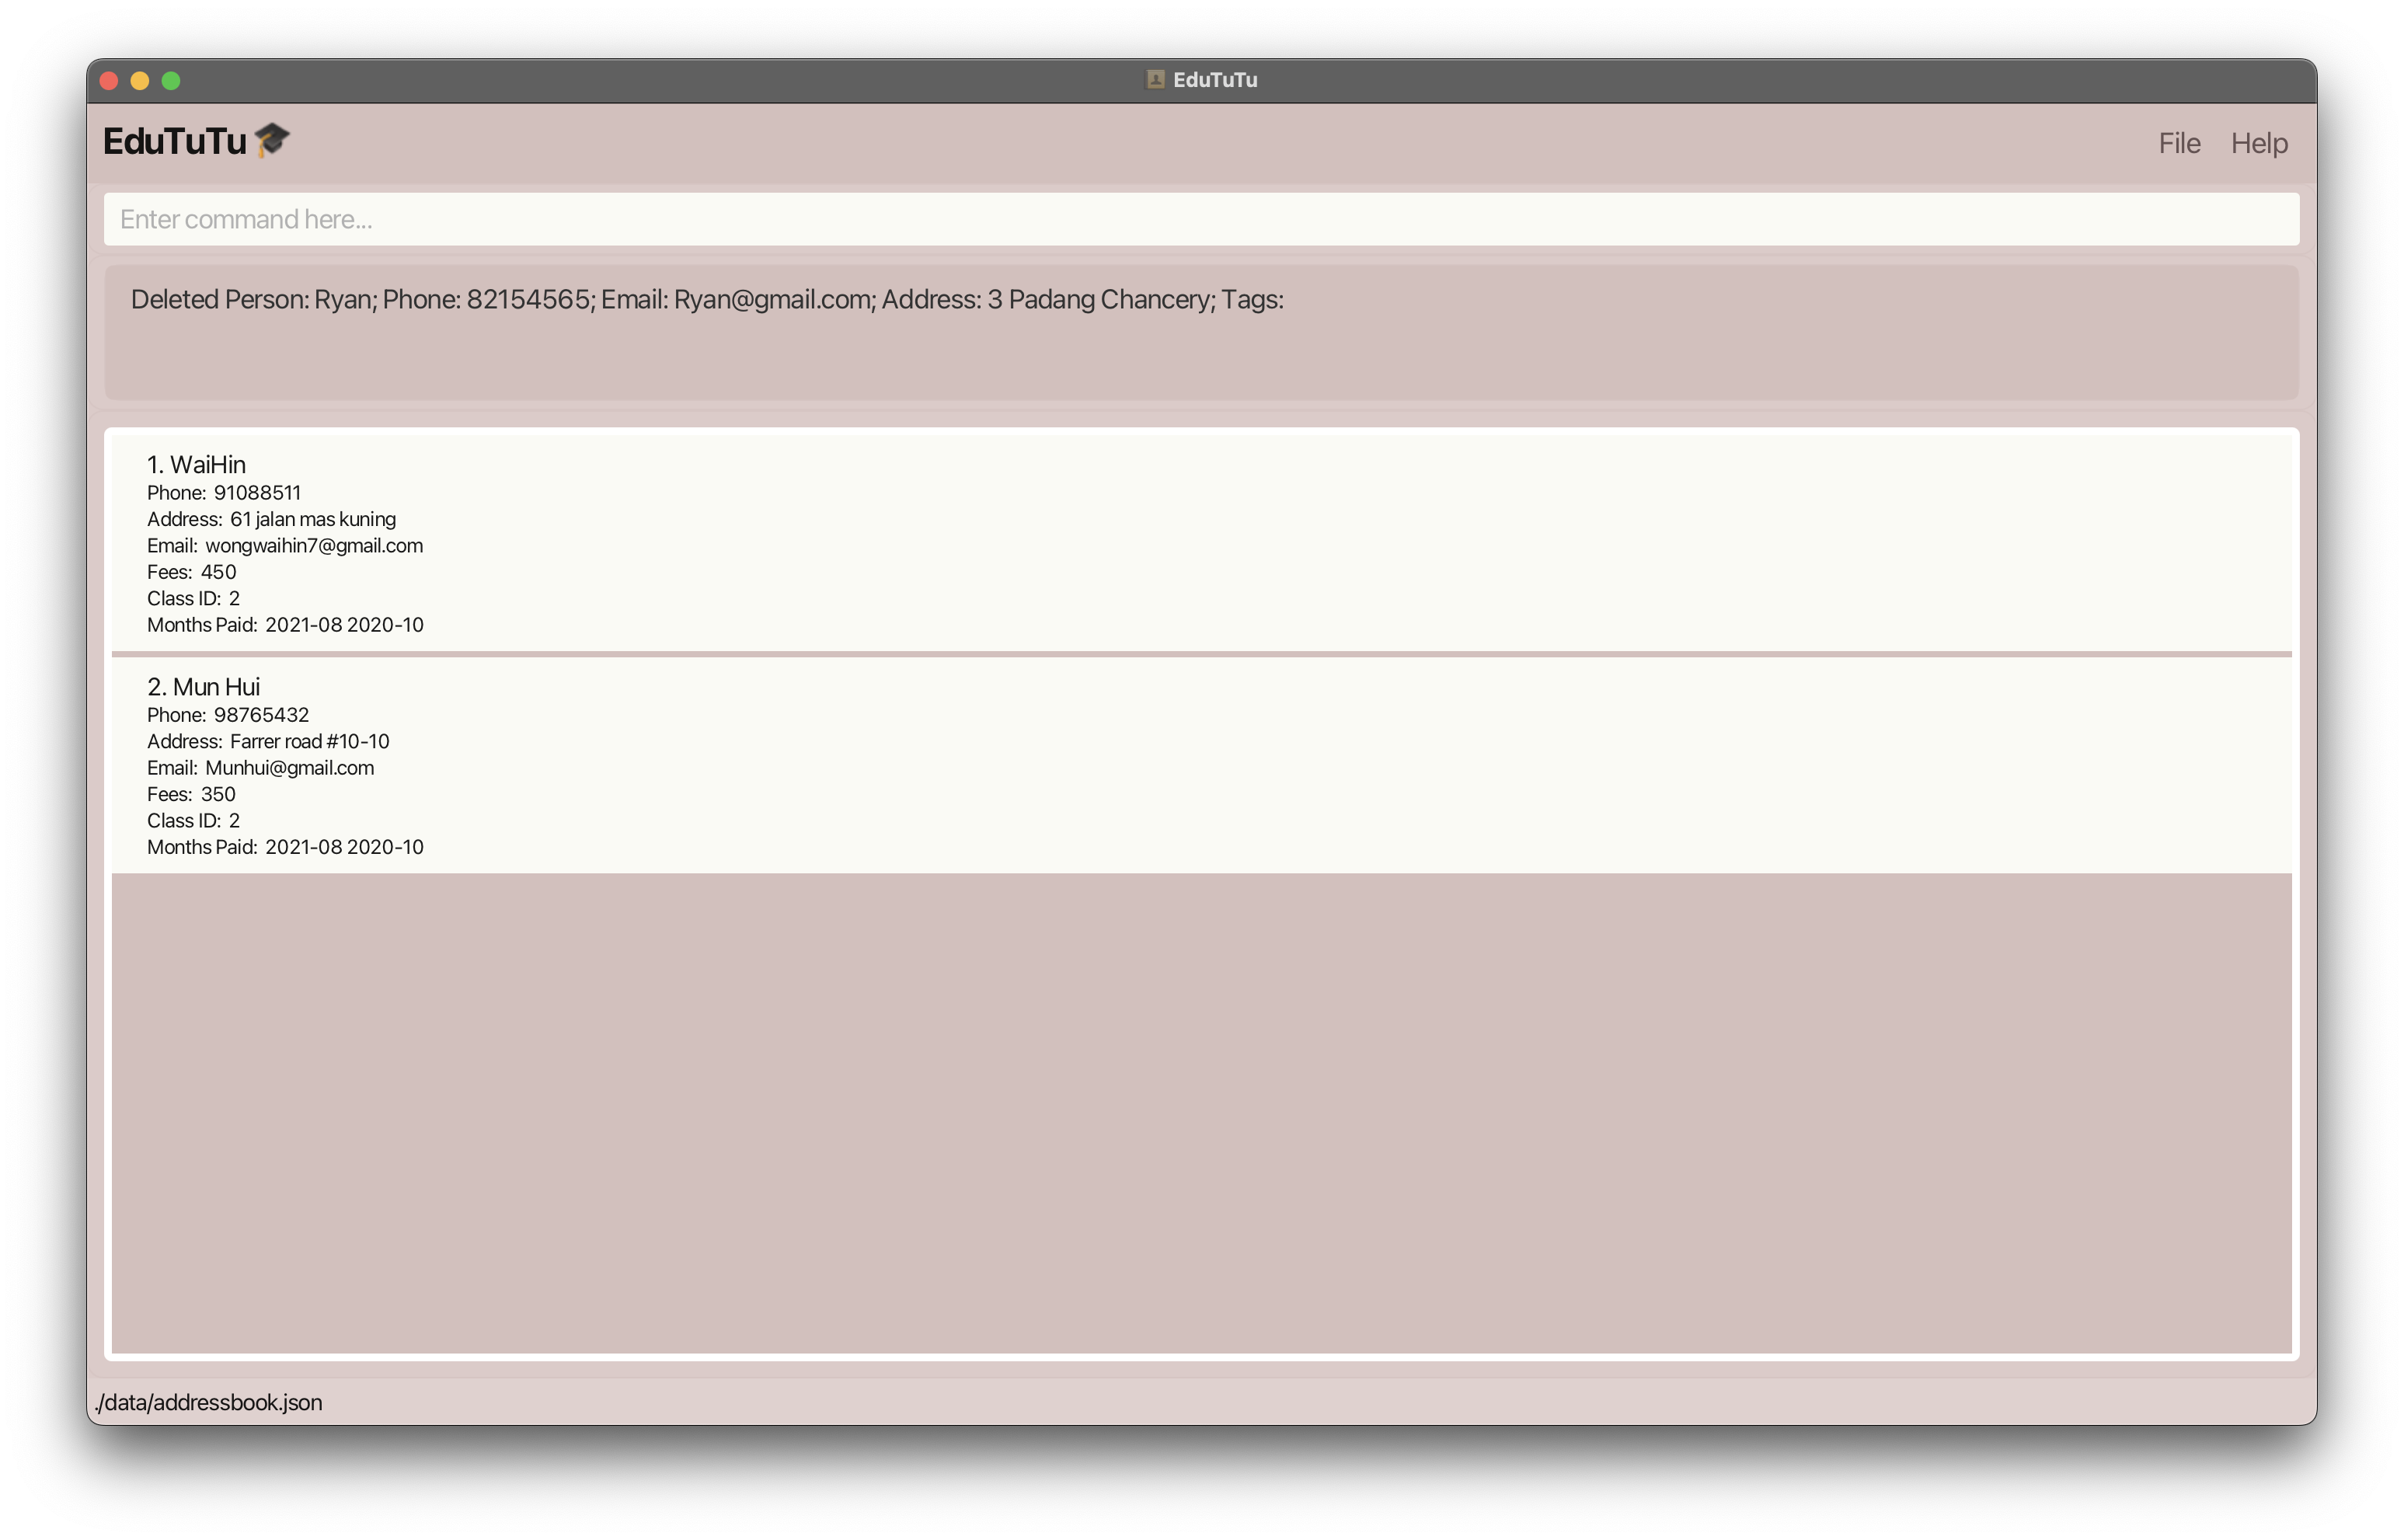 EduTuTu
EduTuTu
File Help
Enter command here...
Deleted Person: Ryan; Phone: 82154565; Email: Ryan@gmail.com; Address: 3 Padang Chancery; Tags:
1. WaiHin
Phone: 91088511
Address: 61 jalan mas kuning
Email: wongwaihin7@gmail.com
Fees: 450
Class ID: 2
Months Paid: 2021-08 2020-10
2. Mun Hui
Phone: 98765432
Address: Farrer road #10-10
Email: Munhui@gmail.com
Fees: 350
Class ID: 2
Months Paid: 2021-08 2020-10
./data/addressbook.json